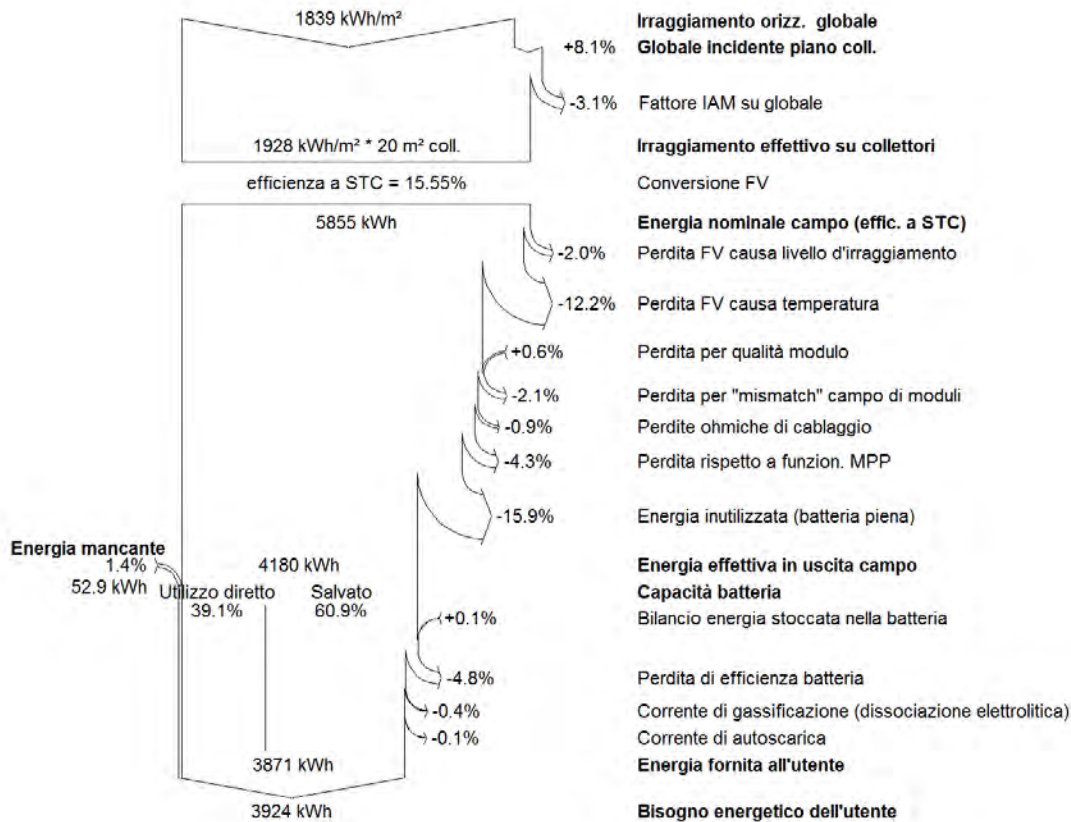 1839 kWh/m² Irraggiamento orizz. globale
+8.1% Globale incidente piano coll.
-3.1% Fattore IAM su globale
1928 kWh/m² * 20 m² coll. Irraggiamento effettivo su collettori
efficienza a STC = 15.55% Conversione FV
5855 kWh Energia nominale campo (effic. a STC)
-2.0% Perdita FV causa livello d'irraggiamento
-12.2% Perdita FV causa temperatura
+0.6% Perdita per qualità modulo
-2.1% Perdita per "mismatch" campo di moduli
-0.9% Perdite ohmiche di cablaggio
-4.3% Perdita rispetto a funzion. MPP
-15.9% Energia inutilizzata (batteria piena)
Energia mancante
1.4% 4180 kWh Energia effettiva in uscita campo
52.9 kWh Utilizzo diretto Salvato Capacità batteria
39.1% 60.9% +0.1% Bilancio energia stoccata nella batteria
-4.8% Perdita di efficienza batteria
-0.4% Corrente di gassificazione (dissociazione elettrolitica)
-0.1% Corrente di autoscarica
3871 kWh Energia fornita all'utente
3924 kWh Bisogno energetico dell'utente